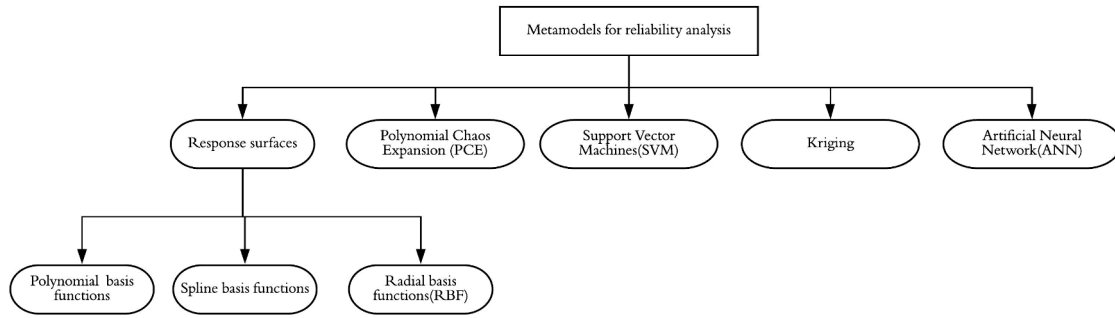 Metamodels for reliability analysis
Response surfaces
Polynomial Chaos
Expansion (PCE)
Support Vector
Machines(SVM)
Kriging
Artificial Neural
Network(ANN)
Polynomial basis
functions
Spline basis functions
Radial basis
functions(RBF)